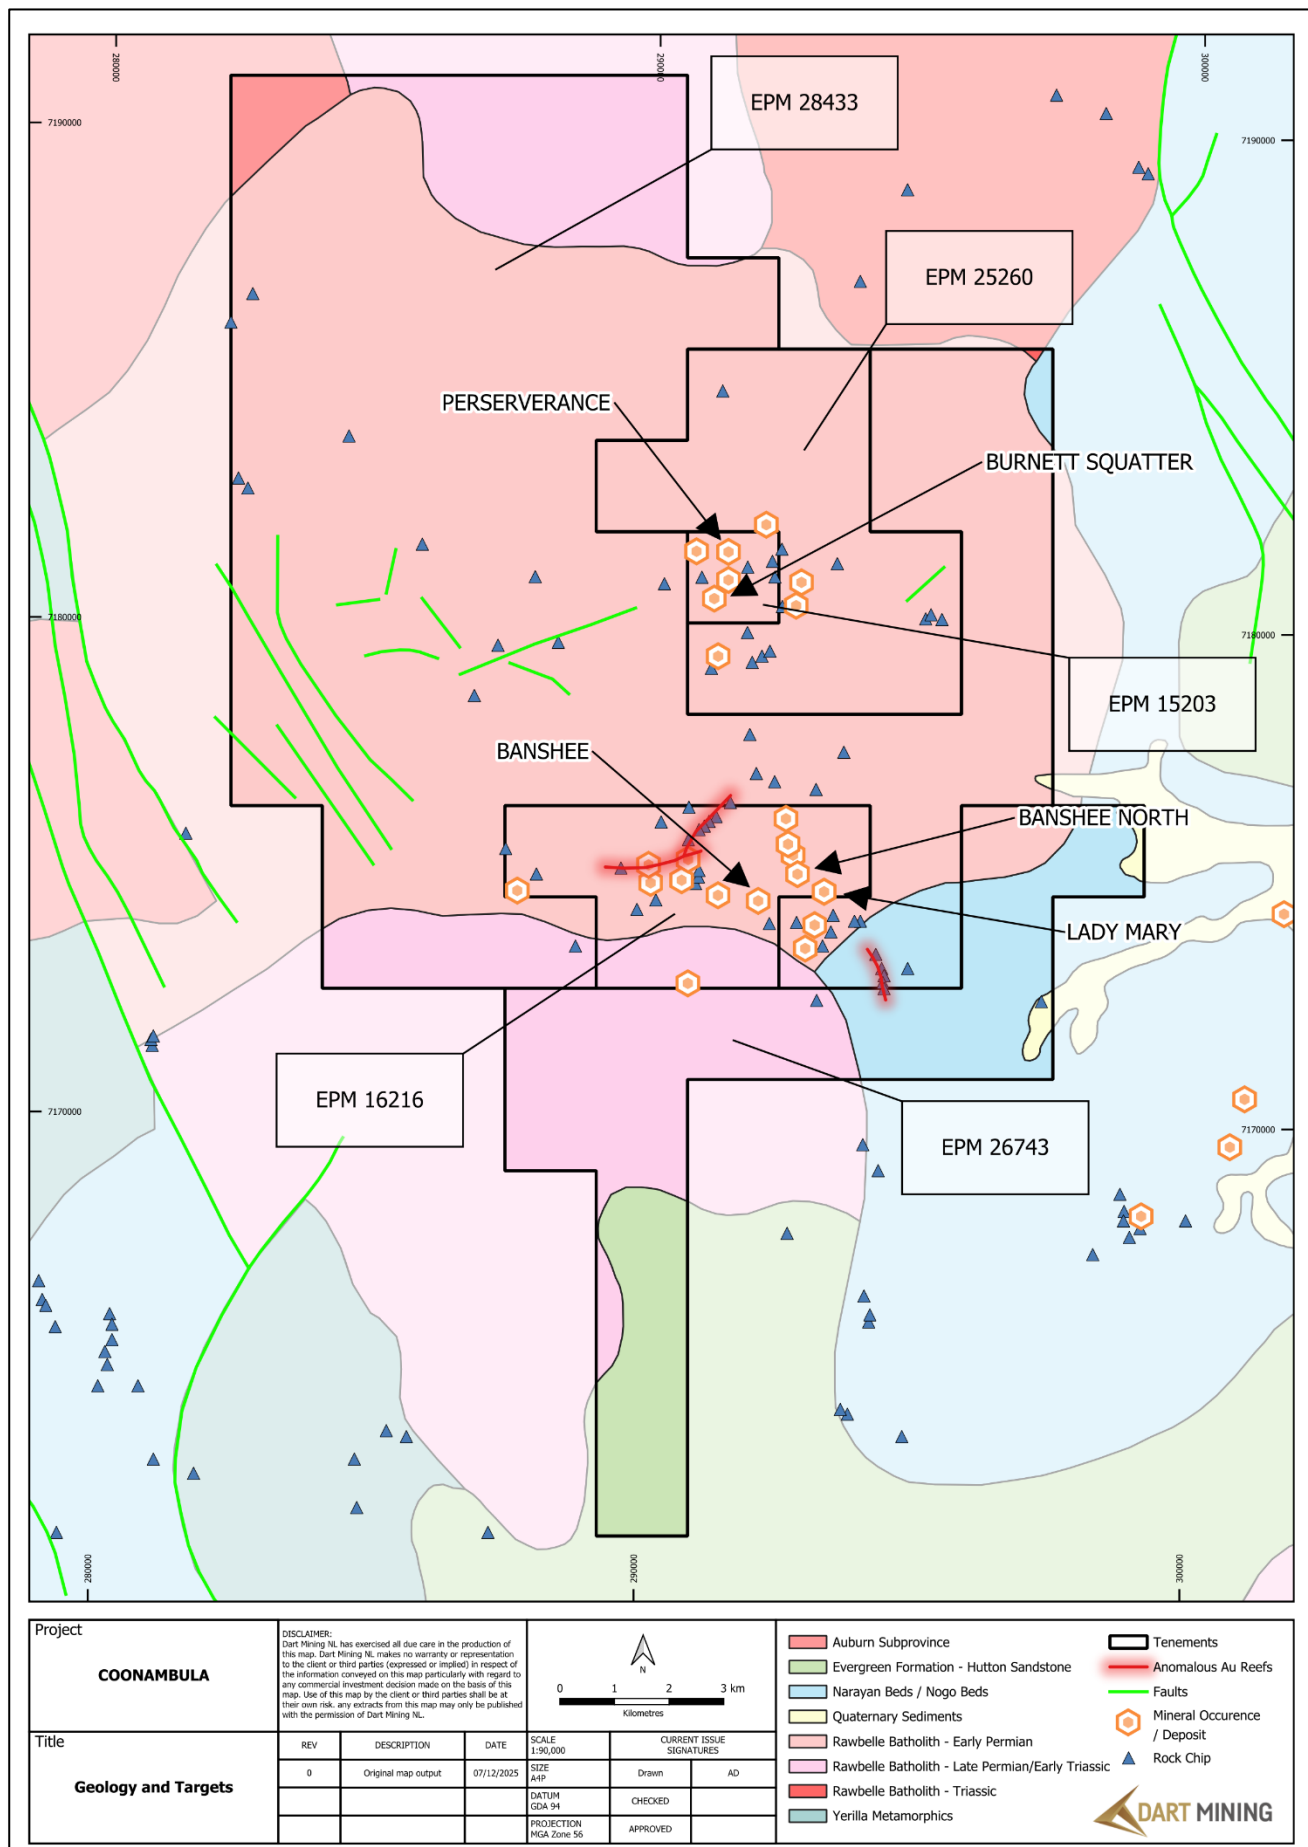 280000
290000
300000
EPM 28433
7190000
7190000
EPM 25260
PERSERVERANCE
BURNETT SQUATTER
7180000
7180000
EPM 15203
BANSHEE
BANSHEE NORTH
LADY MARY
EPM 16216
7170000
7170000
EPM 26743
280000
290000
300000
Project
COONAMBULA
Title
Geology and Targets
DISCLAIMER:
Dart Mining NL has exercised all due care in the production of
this map. Dart Mining NL makes no warranty or representation
to the client or third parties (expressed or implied) in respect of
the information conveyed on this map particularly with regard to
any commercial investment decision made on the basis of this
map. Use of this map by the client or third parties shall be at
their own risk. any extracts from this map may only be published
with the permission of Dart Mining NL.
N
0 1 2 3 km
Kilometres
REV DESCRIPTION DATE
0 Original map output 07/12/2025
SCALE
1:90,000
SIZE
A4P
DATUM
GDA 94
PROJECTION
MGA Zone 56
CURRENT ISSUE
SIGNATURES
Drawn AD
CHECKED
APPROVED
Auburn Subprovince
Evergreen Formation - Hutton Sandstone
Narayan Beds / Nogo Beds
Quaternary Sediments
Rawbelle Batholith - Early Permian
Rawbelle Batholith - Late Permian/Early Triassic
Rawbelle Batholith - Triassic
Yerilla Metamorphics
Tenements
Anomalous Au Reefs
Faults
Mineral Occurence
/ Deposit
Rock Chip
DART MINING